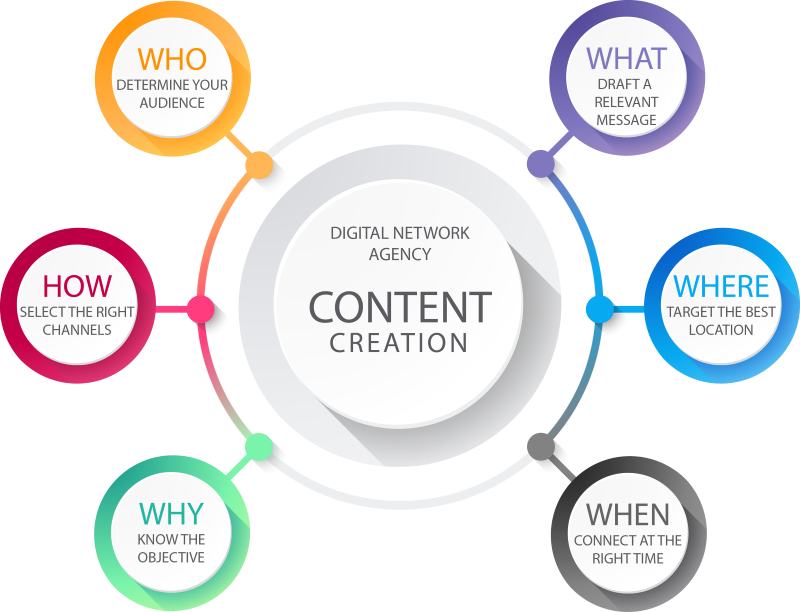 WHO
DETERMINE YOUR
AUDIENCE
WHAT
DRAFT A
RELEVANT
MESSAGE
DIGITAL NETWORK
AGENCY
CONTENT
CREATION
HOW
SELECT THE RIGHT
CHANNELS
WHERE
TARGET THE BEST
LOCATION
WHY
KNOW THE
OBJECTIVE
WHEN
CONNECT AT THE
RIGHT TIME